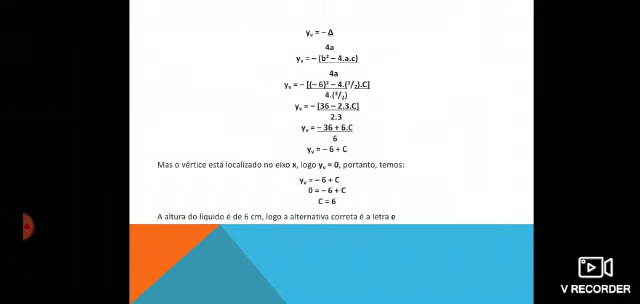 yᵥ = – Δ
4a
yᵥ = – (b² – 4.a.c)
4a
yᵥ = – [(– 6)² – 4.(³/₂).C]
4.(³/₂)
yᵥ = – [36 – 2.3.C]
2.3
yᵥ = – 36 + 6.C
6
yᵥ = – 6 + C
Mas o vértice está localizado no eixo x, logo yᵥ = 0, portanto, temos:
yᵥ = – 6 + C
0 = – 6 + C
C = 6
A altura do líquido é de 6 cm, logo a alternativa correta é a letra e
V RECORDER